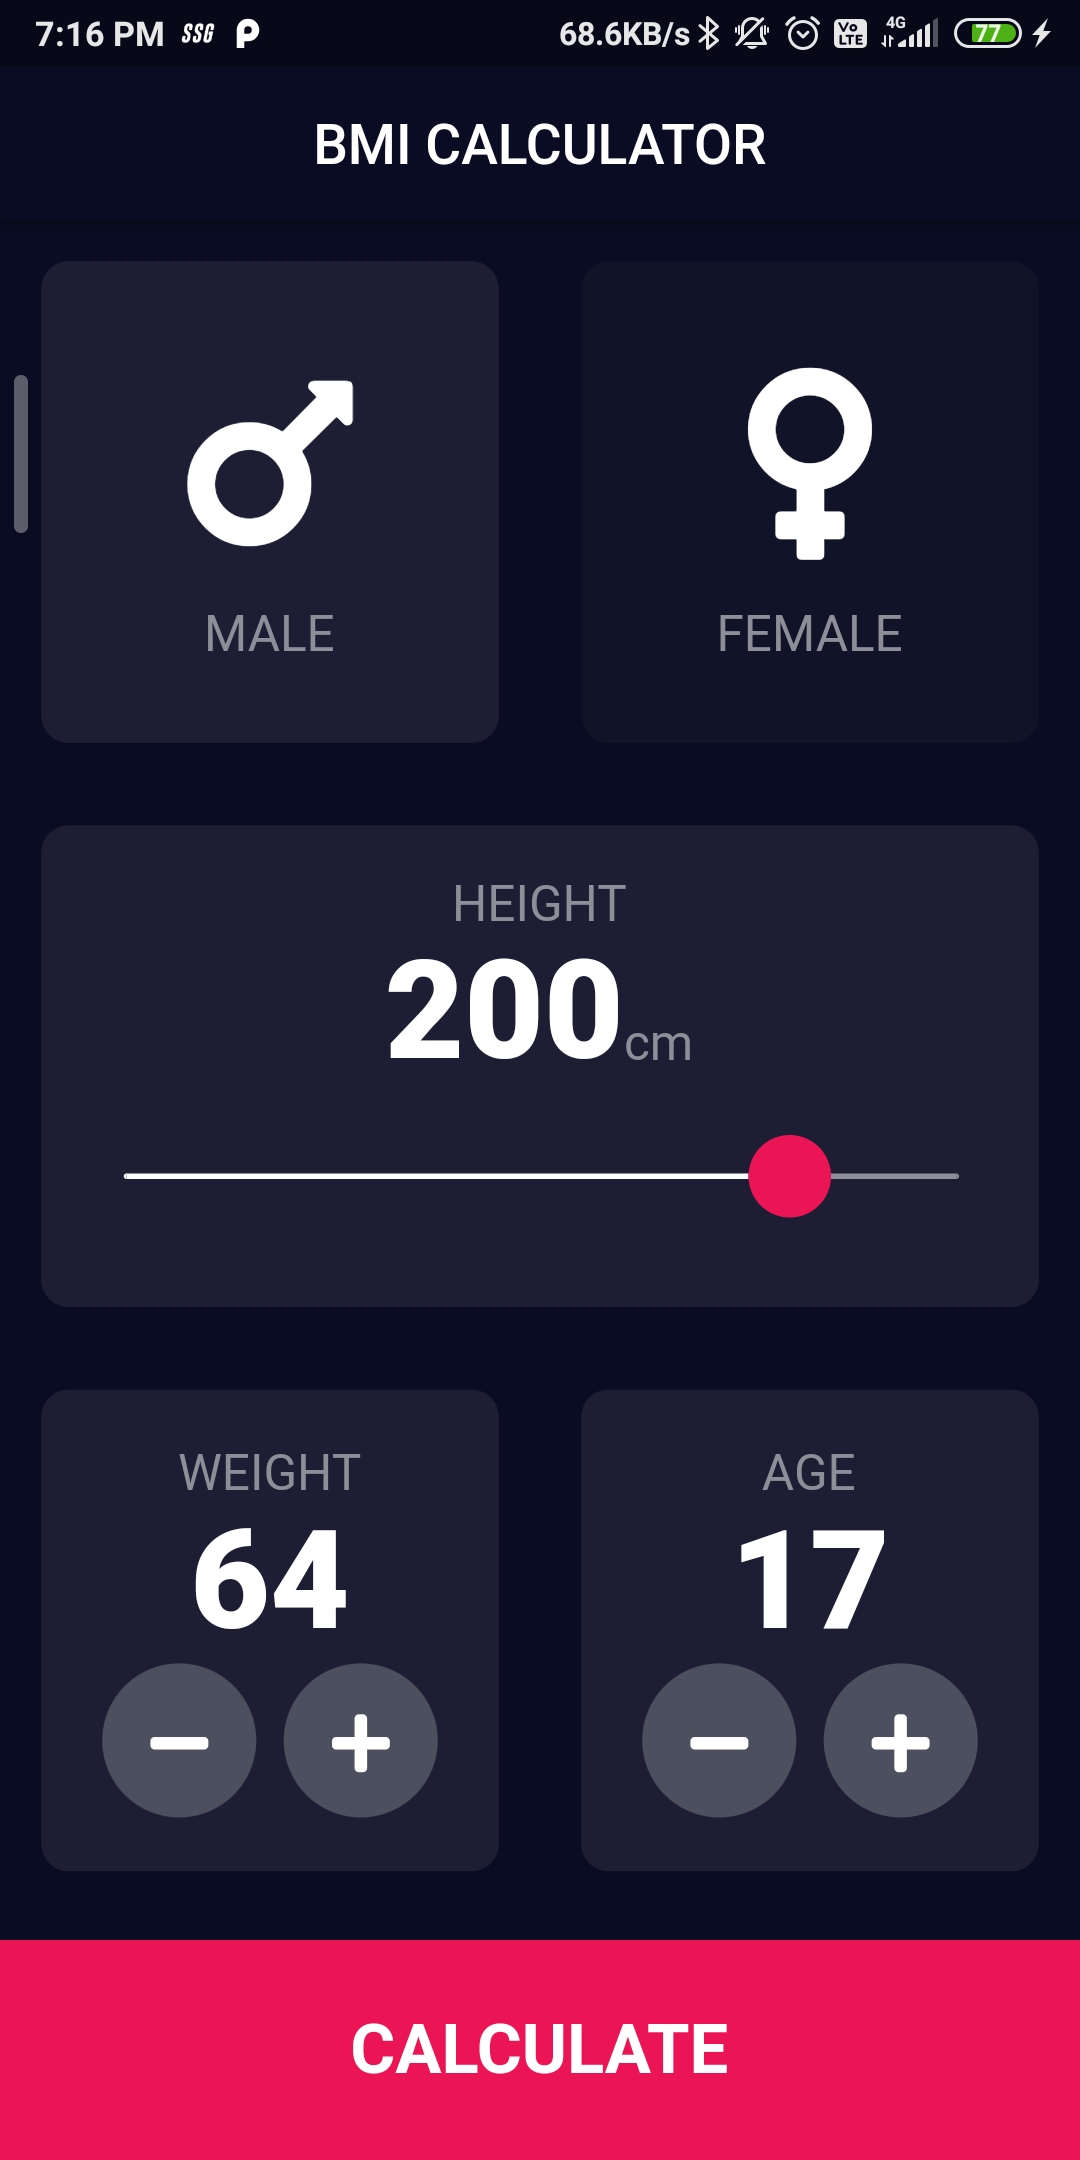 7:16 PM SSG P 68.6KB/s Vo LTE 4G 77
BMI CALCULATOR
MALE FEMALE
HEIGHT
200cm
WEIGHT AGE
64 17
CALCULATE